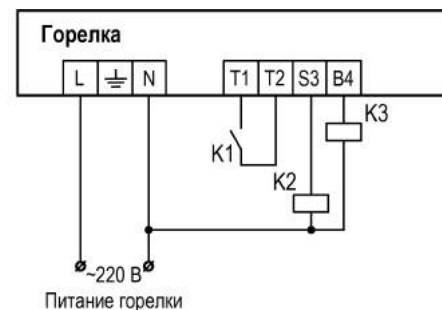 Горелка
L ⏚ N T1 T2 S3 B4
K3
K1
K2
~220 В
Питание горелки